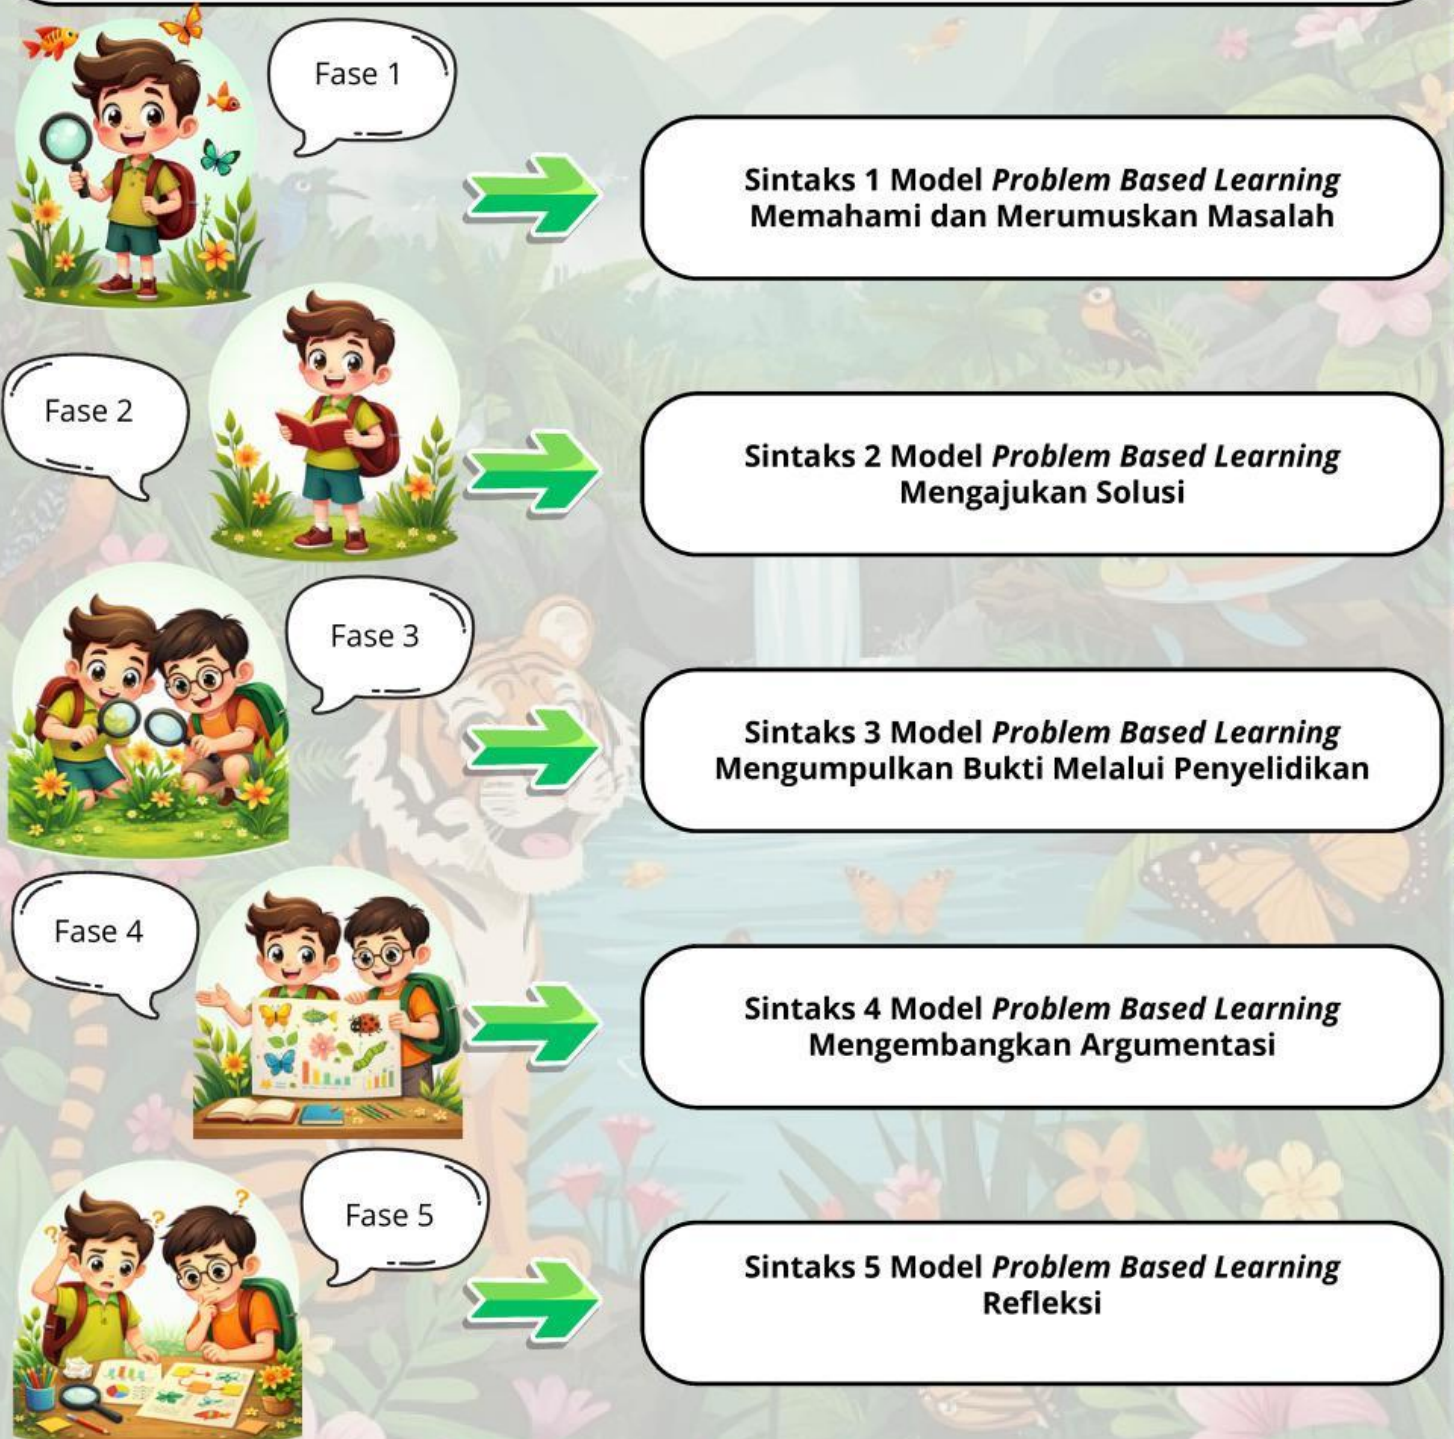 Fase 1
Sintaks 1 Model Problem Based Learning
Memahami dan Merumuskan Masalah
Fase 2
Sintaks 2 Model Problem Based Learning
Mengajukan Solusi
Fase 3
Sintaks 3 Model Problem Based Learning
Mengumpulkan Bukti Melalui Penyelidikan
Fase 4
Sintaks 4 Model Problem Based Learning
Mengembangkan Argumentasi
Fase 5
Sintaks 5 Model Problem Based Learning
Refleksi